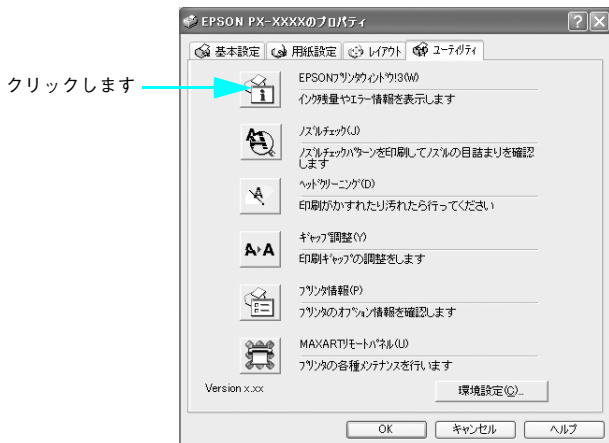 EPSON PX-XXXXのプロパティ
基本設定 用紙設定 レイアウト ユーティリティ
クリックします
EPSONプリンタウィンドウ!3(W)
インク残量やエラー情報を表示します
ノズルチェック(J)
ノズルチェックパターンを印刷してノズルの目詰まりを確認
します
ヘッドクリーニング(D)
印刷がかすれたり汚れたら行ってください
ギャップ調整(Y)
印刷ギャップの調整をします
プリンタ情報(P)
プリンタのオプション情報を確認します
MAXARTリモートパネル(U)
プリンタの各種メンテナンスを行います
Version x.xx
環境設定(C)...
OK キャンセル ヘルプ